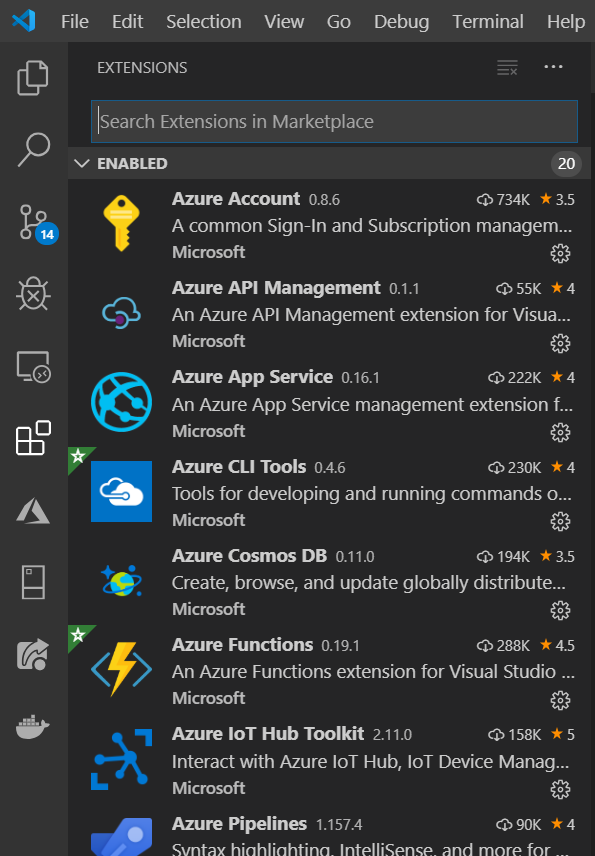 File Edit Selection View Go Debug Terminal Help
EXTENSIONS
Search Extensions in Marketplace
ENABLED 20
14
Azure Account 0.8.6 734K 3.5
A common Sign-In and Subscription managem...
Microsoft
Azure API Management 0.1.1 55K 4
An Azure API Management extension for Visua...
Microsoft
Azure App Service 0.16.1 222K 4
An Azure App Service management extension f...
Microsoft
Azure CLI Tools 0.4.6 230K 4
Tools for developing and running commands o...
Microsoft
Azure Cosmos DB 0.11.0 194K 3.5
Create, browse, and update globally distribute...
Microsoft
Azure Functions 0.19.1 288K 4.5
An Azure Functions extension for Visual Studio ...
Microsoft
Azure IoT Hub Toolkit 2.11.0 158K 5
Interact with Azure IoT Hub, IoT Device Manag...
Microsoft
Azure Pipelines 1.157.4 90K 4
Syntax highlighting, IntelliSense, and more for ...